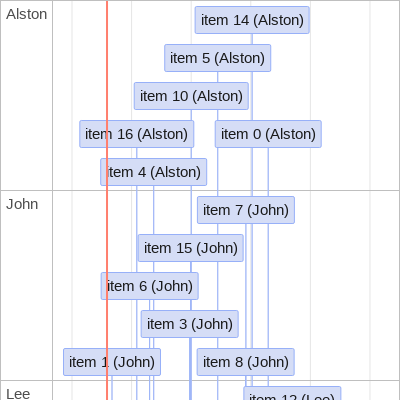 Alston
item 14 (Alston)
item 5 (Alston)
item 10 (Alston)
item 16 (Alston)
item 0 (Alston)
item 4 (Alston)
John
item 7 (John)
item 15 (John)
item 6 (John)
item 3 (John)
item 1 (John)
item 8 (John)
Lee
item 12 (Lee)